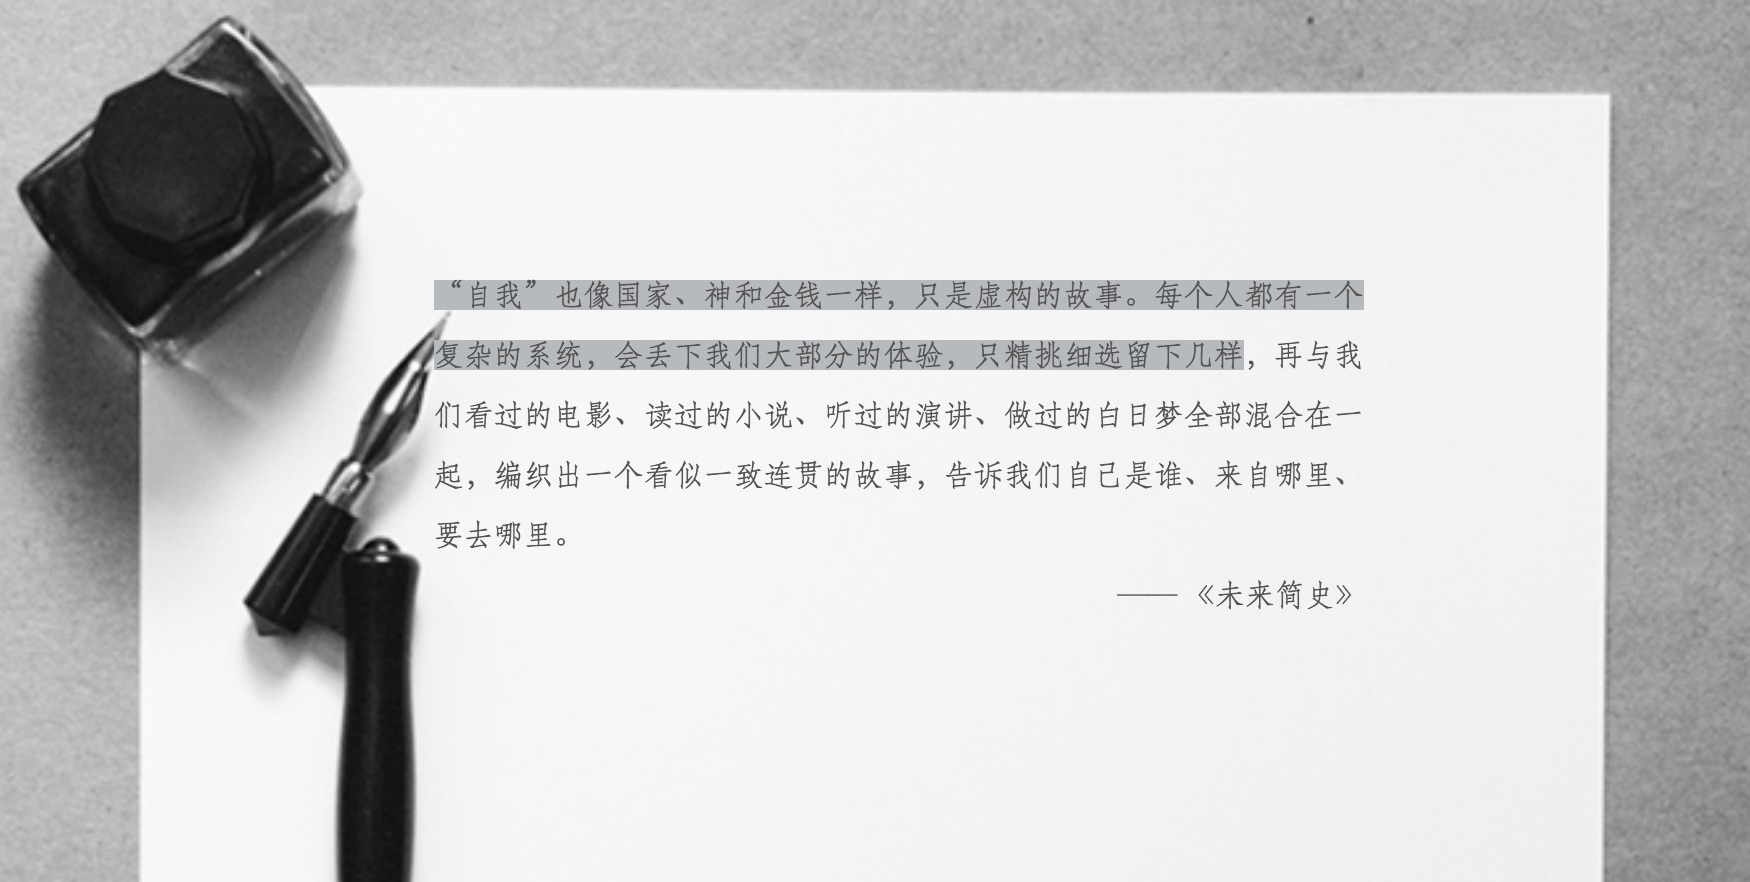 “自我”也像国家、神和金钱一样，只是虚构的故事。每个人都有一个
复杂的系统，会丢下我们大部分的体验，只精挑细选留下几样，再与我
们看过的电影、读过的小说、听过的演讲、做过的白日梦全部混合在一
起，编织出一个看似一致连贯的故事，告诉我们自己是谁、来自哪里、
要去哪里。
——《未来简史》